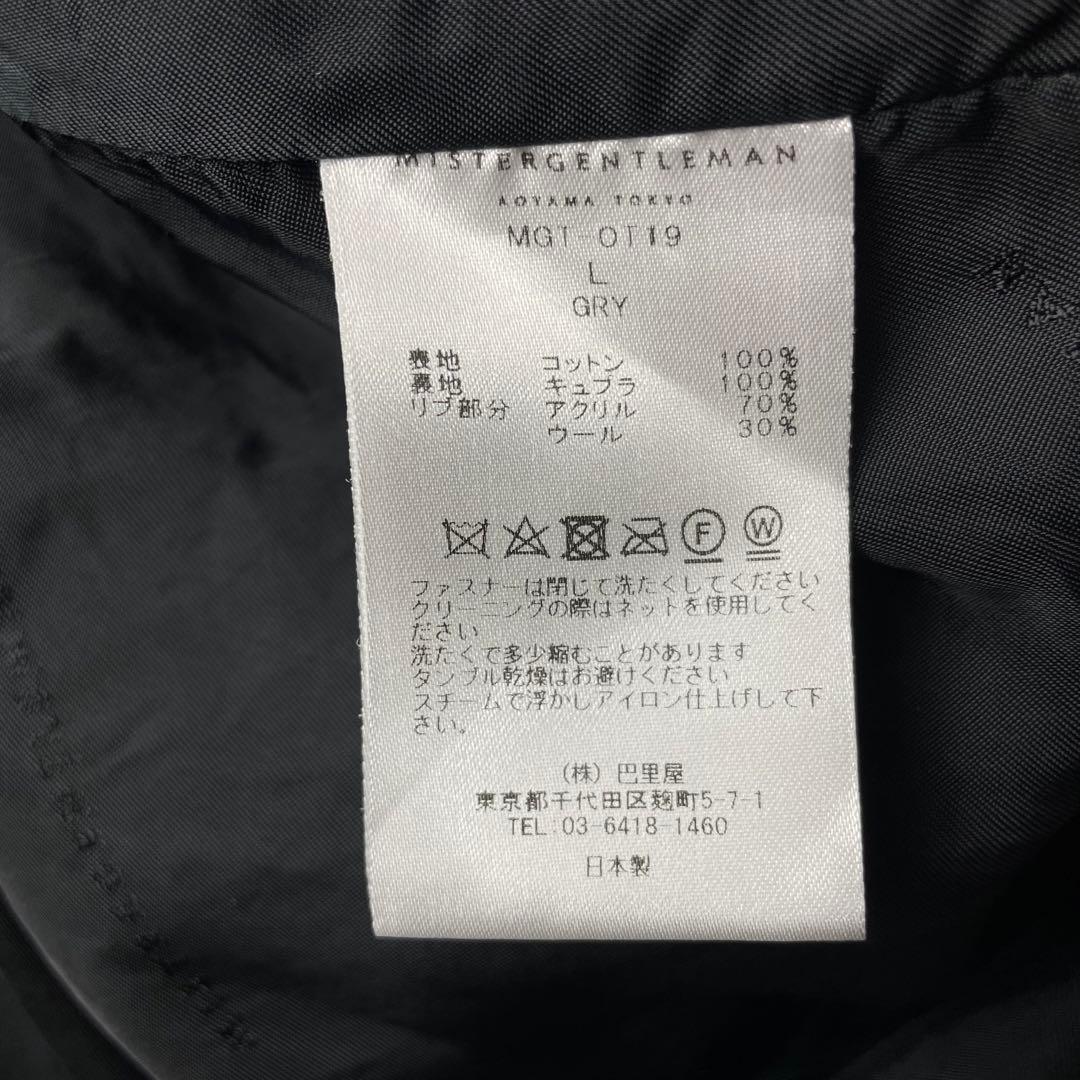 MISTERGENTLEMAN
AOYAMA TOKYO
MGT-OT19
L
GRY
表地 コットン 100%
裏地 キュプラ 100%
リブ部分 アクリル 70%
ウール 30%
F W
ファスナーは閉じて洗たくしてください
クリーニングの際はネットを使用してく
ださい
洗たくで多少縮むことがあります
タンブル乾燥はお避けください
スチームで浮かしアイロン仕上げして下
さい。
(株) 巴里屋
東京都千代田区麹町5-7-1
TEL:03-6418-1460
日本製